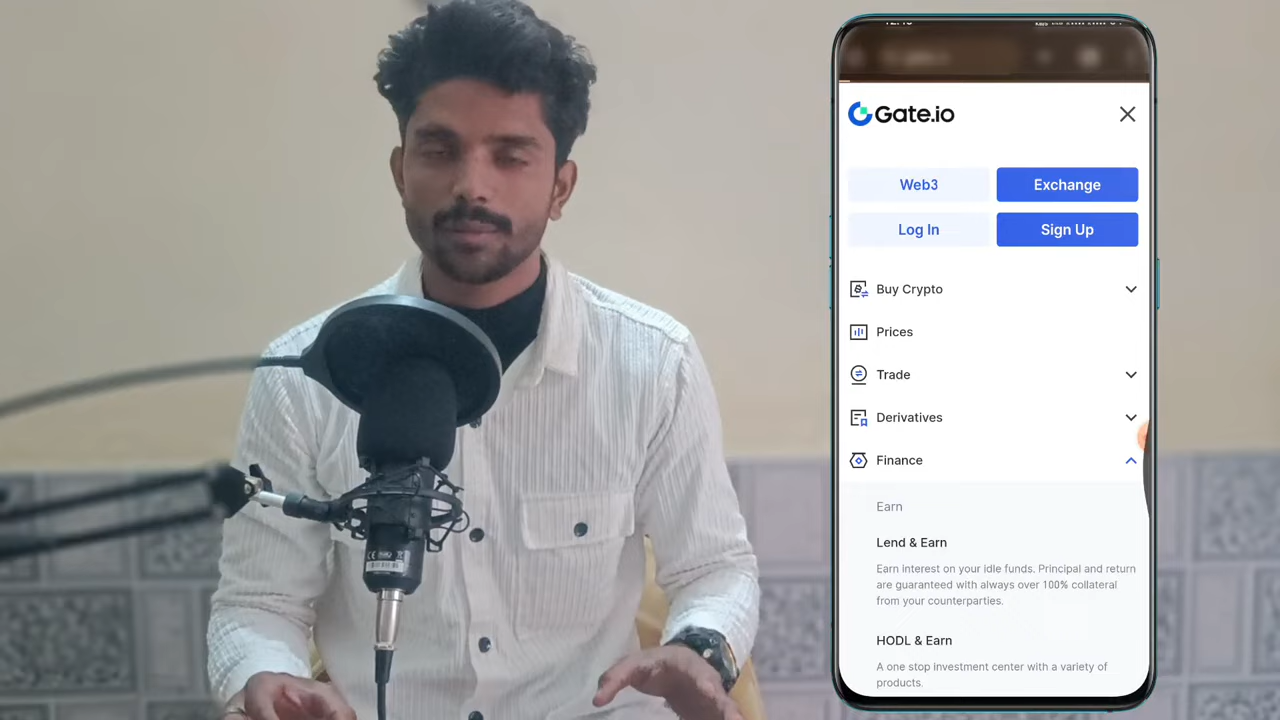 Gate.io
Web3
Exchange
Log In
Sign Up
Buy Crypto
Prices
Trade
Derivatives
Finance
Earn
Lend & Earn
Earn interest on your idle funds. Principal and return
are guaranteed with always over 100% collateral
from your counterparties.
HODL & Earn
A one stop investment center with a variety of
products.
CE